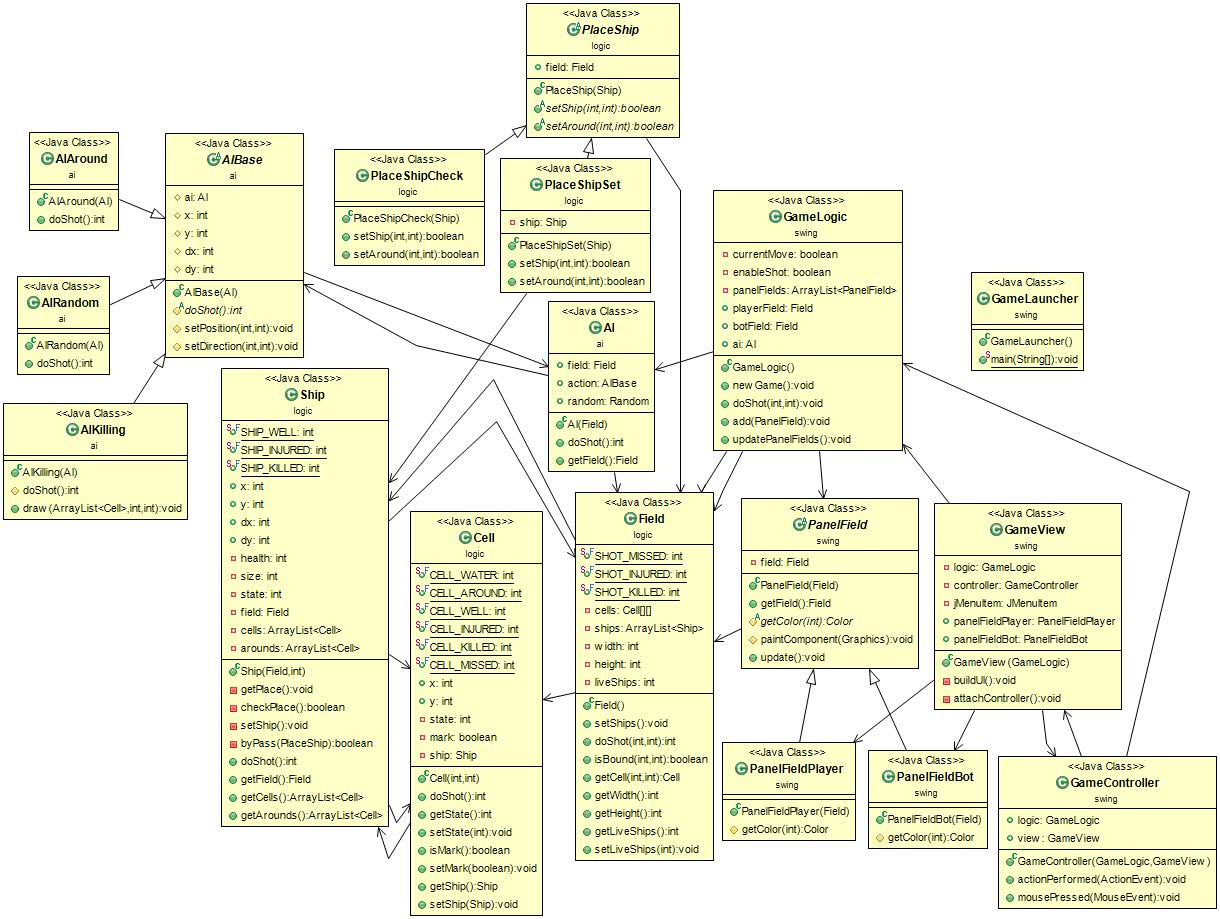 <<Java Class>>
PlaceShip
logic
field: Field
PlaceShip(Ship)
setShip(int,int):boolean
setAround(int,int):boolean
<<Java Class>>
AIAround
ai
AIAround(AI)
doShot():int
<<Java Class>>
AIBase
ai
ai: AI
x: int
y: int
dx: int
dy: int
AIBase(AI)
doShot():int
setPosition(int,int):void
setDirection(int,int):void
<<Java Class>>
PlaceShipCheck
logic
PlaceShipCheck(Ship)
setShip(int,int):boolean
setAround(int,int):boolean
<<Java Class>>
PlaceShipSet
logic
ship: Ship
PlaceShipSet(Ship)
setShip(int,int):boolean
setAround(int,int):boolean
<<Java Class>>
GameLogic
swing
currentMove: boolean
enableShot: boolean
panelFields: ArrayList<PanelField>
playerField: Field
botField: Field
ai: AI
GameLogic()
newGame():void
doShot(int,int):void
add(PanelField):void
updatePanelFields():void
<<Java Class>>
GameLauncher
swing
GameLauncher()
main(String[]):void
<<Java Class>>
AIRandom
ai
AIRandom(AI)
doShot():int
<<Java Class>>
AI
ai
field: Field
action: AIBase
random: Random
AI(Field)
doShot():int
getField():Field
<<Java Class>>
AIKilling
ai
AIKilling(AI)
doShot():int
draw(ArrayList<Cell>,int,int):void
<<Java Class>>
Ship
logic
SHIP_WELL: int
SHIP_INJURED: int
SHIP_KILLED: int
x: int
y: int
dx: int
dy: int
health: int
size: int
state: int
field: Field
cells: ArrayList<Cell>
arounds: ArrayList<Cell>
Ship(Field,int)
getPlace():void
checkPlace():boolean
setShip():void
byPass(PlaceShip):boolean
doShot():int
getField():Field
getCells():ArrayList<Cell>
getArounds():ArrayList<Cell>
<<Java Class>>
Cell
logic
CELL_WATER: int
CELL_AROUND: int
CELL_WELL: int
CELL_INJURED: int
CELL_KILLED: int
CELL_MISSED: int
x: int
y: int
state: int
mark: boolean
ship: Ship
Cell(int,int)
doShot():int
getState():int
setState(int):void
isMark():boolean
setMark(boolean):void
getShip():Ship
setShip(Ship):void
<<Java Class>>
Field
logic
SHOT_MISSED: int
SHOT_INJURED: int
SHOT_KILLED: int
cells: Cell[][]
ships: ArrayList<Ship>
width: int
height: int
liveShips: int
Field()
setShips():void
doShot(int,int):int
isBound(int,int):boolean
getCell(int,int):Cell
getWidth():int
getHeight():int
getLiveShips():int
setLiveShips(int):void
<<Java Class>>
PanelField
swing
field: Field
PanelField(Field)
getField():Field
getColor(int):Color
paintComponent(Graphics):void
update():void
<<Java Class>>
GameView
swing
logic: GameLogic
controller: GameController
jMenuItem: JMenuItem
panelFieldPlayer: PanelFieldPlayer
panelFieldBot: PanelFieldBot
GameView(GameLogic)
buildUI():void
attachController():void
<<Java Class>>
PanelFieldPlayer
swing
PanelFieldPlayer(Field)
getColor(int):Color
<<Java Class>>
PanelFieldBot
swing
PanelFieldBot(Field)
getColor(int):Color
<<Java Class>>
GameController
swing
logic: GameLogic
view: GameView
GameController(GameLogic,GameView)
actionPerformed(ActionEvent):void
mousePressed(MouseEvent):void